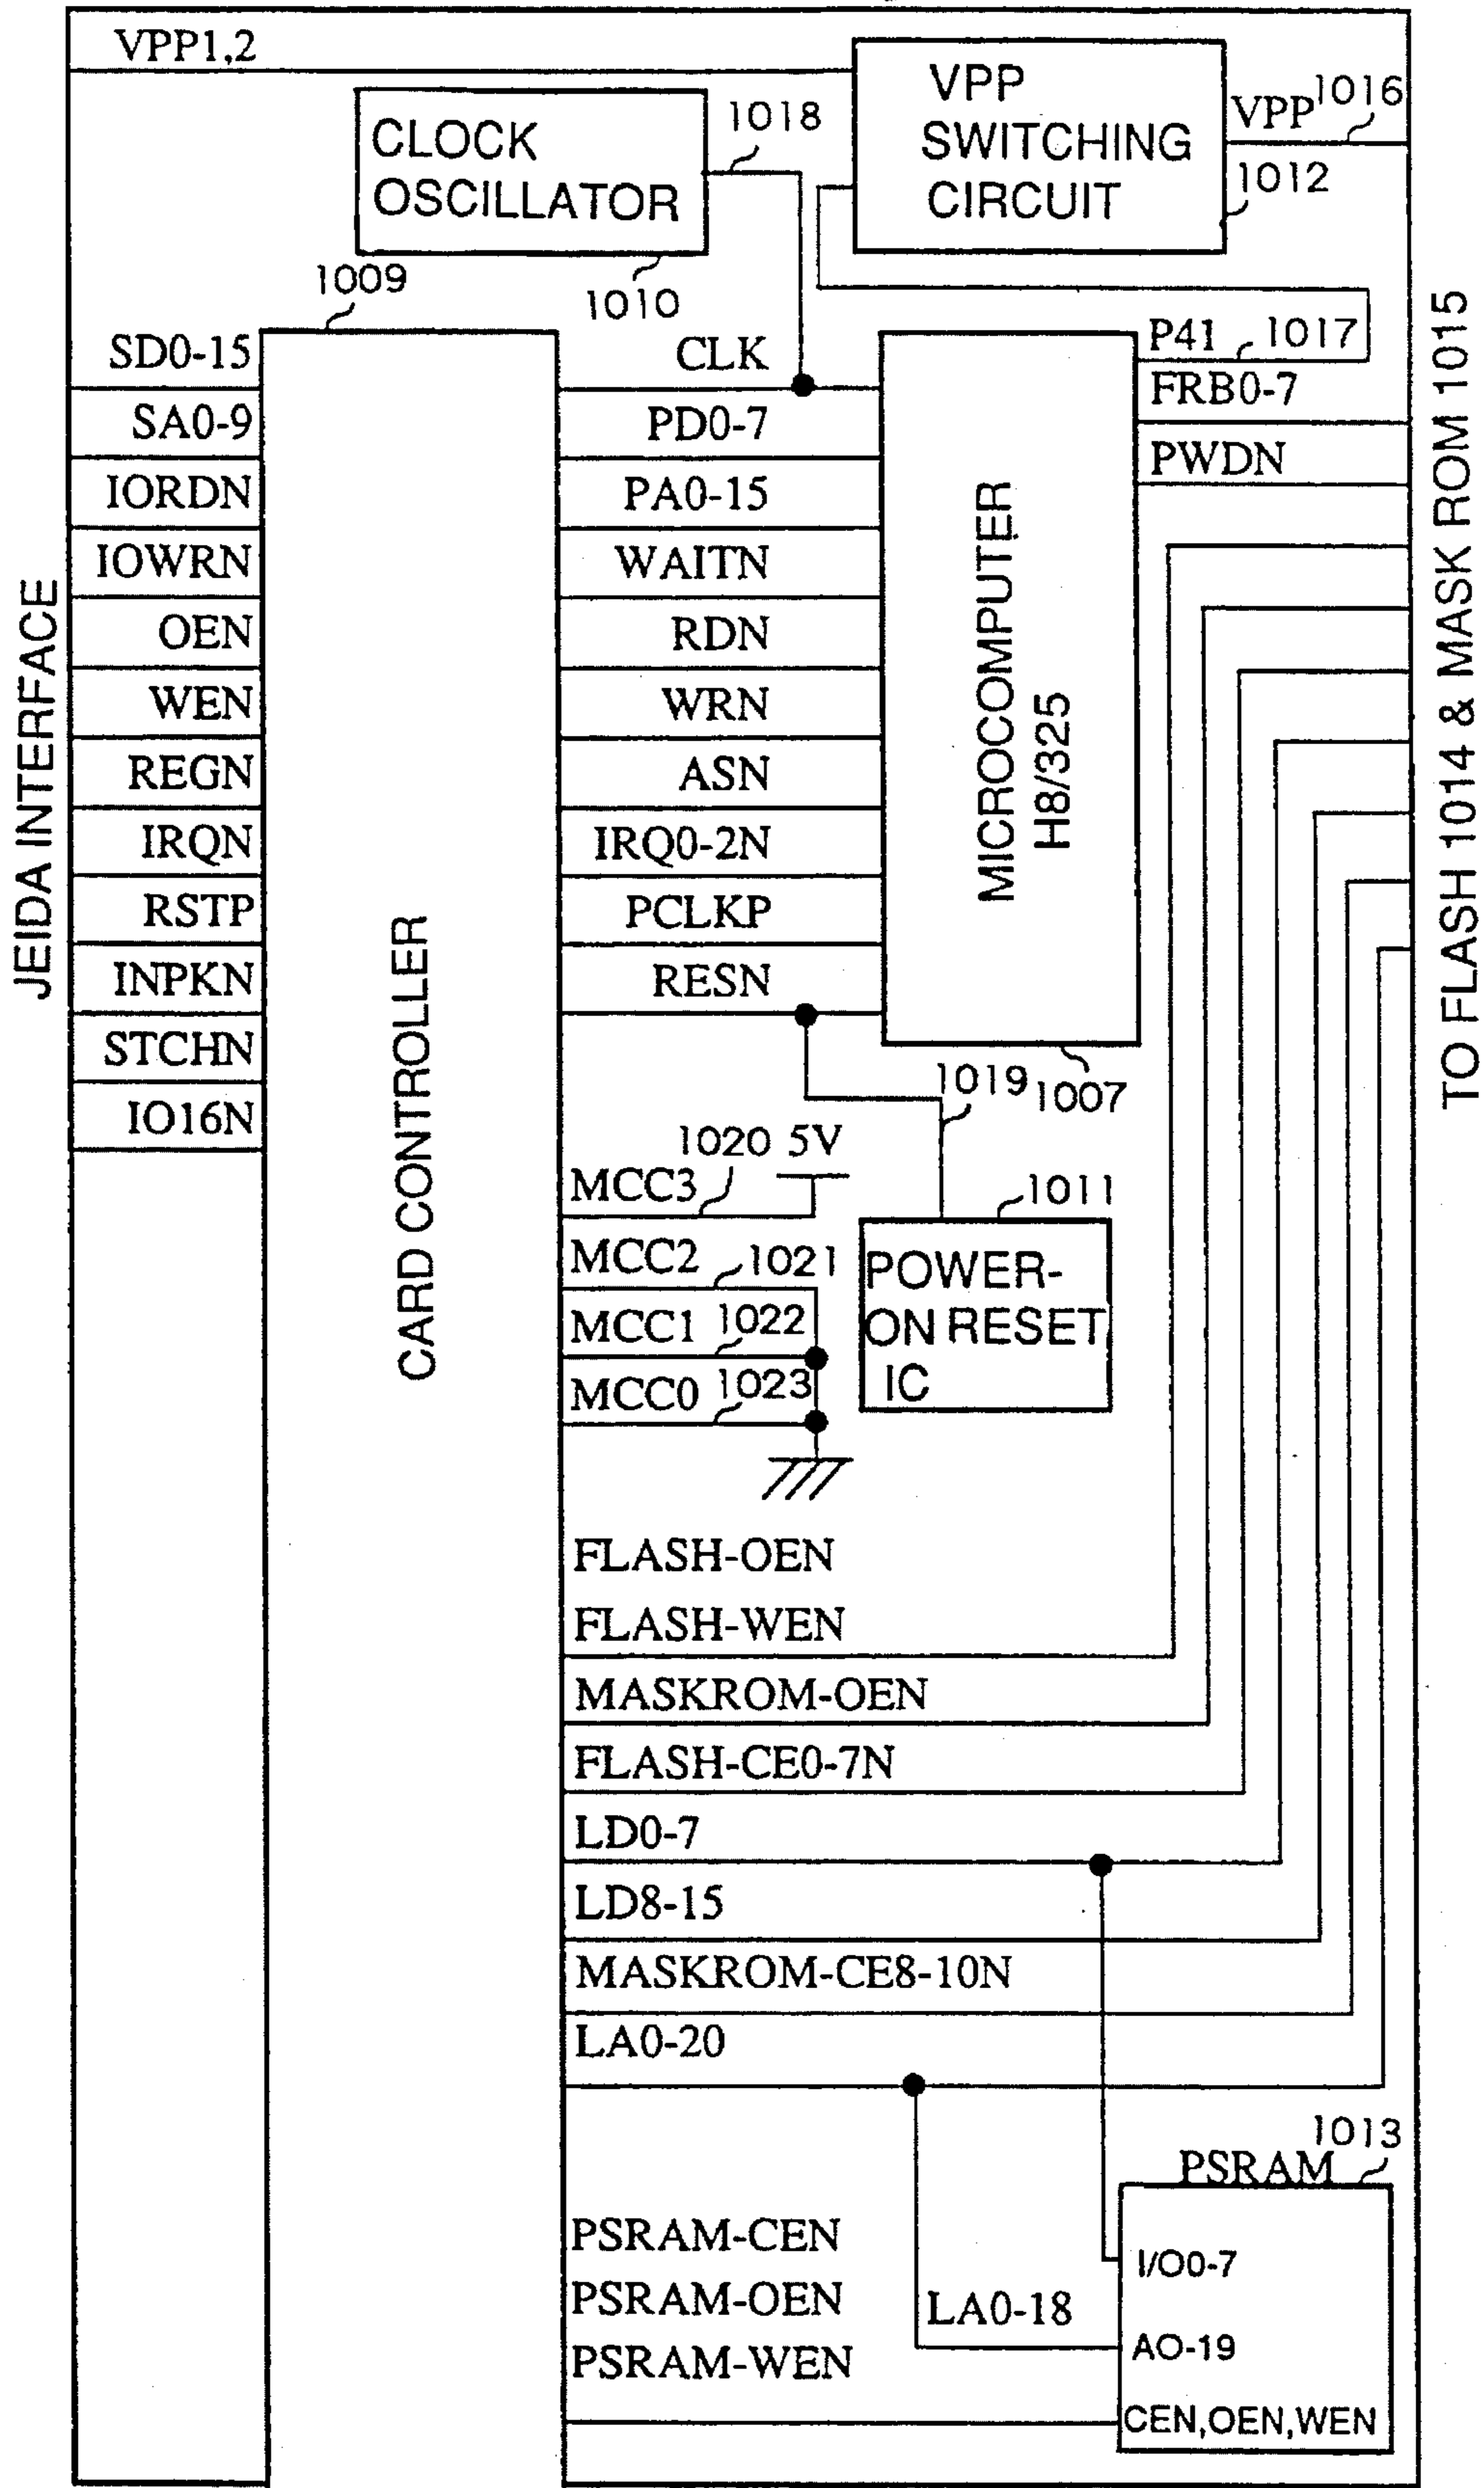 VPP1,2
CLOCK
OSCILLATOR
1018
1010
VPP
SWITCHING
CIRCUIT
VPP 1016
1012
1009
JEIDA INTERFACE
SD0-15
SA0-9
IORDN
IOWRN
OEN
WEN
REGN
IRQN
RSTP
INPKN
STCHN
IO16N
CARD CONTROLLER
CLK
PD0-7
PA0-15
WAITN
RDN
WRN
ASN
IRQ0-2N
PCLKP
RESN
MICROCOMPUTER
H8/325
P41 1017
FRB0-7
PWDN
TO FLASH 1014 & MASK ROM 1015
1019 1007
1020 5V
MCC3
MCC2 1021
MCC1 1022
MCC0 1023
1011
POWER-
ON RESET
IC
FLASH-OEN
FLASH-WEN
MASKROM-OEN
FLASH-CE0-7N
LD0-7
LD8-15
MASKROM-CE8-10N
LA0-20
1013
PSRAM
PSRAM-CEN
PSRAM-OEN
PSRAM-WEN
LA0-18
I/O0-7
AO-19
CEN,OEN,WEN